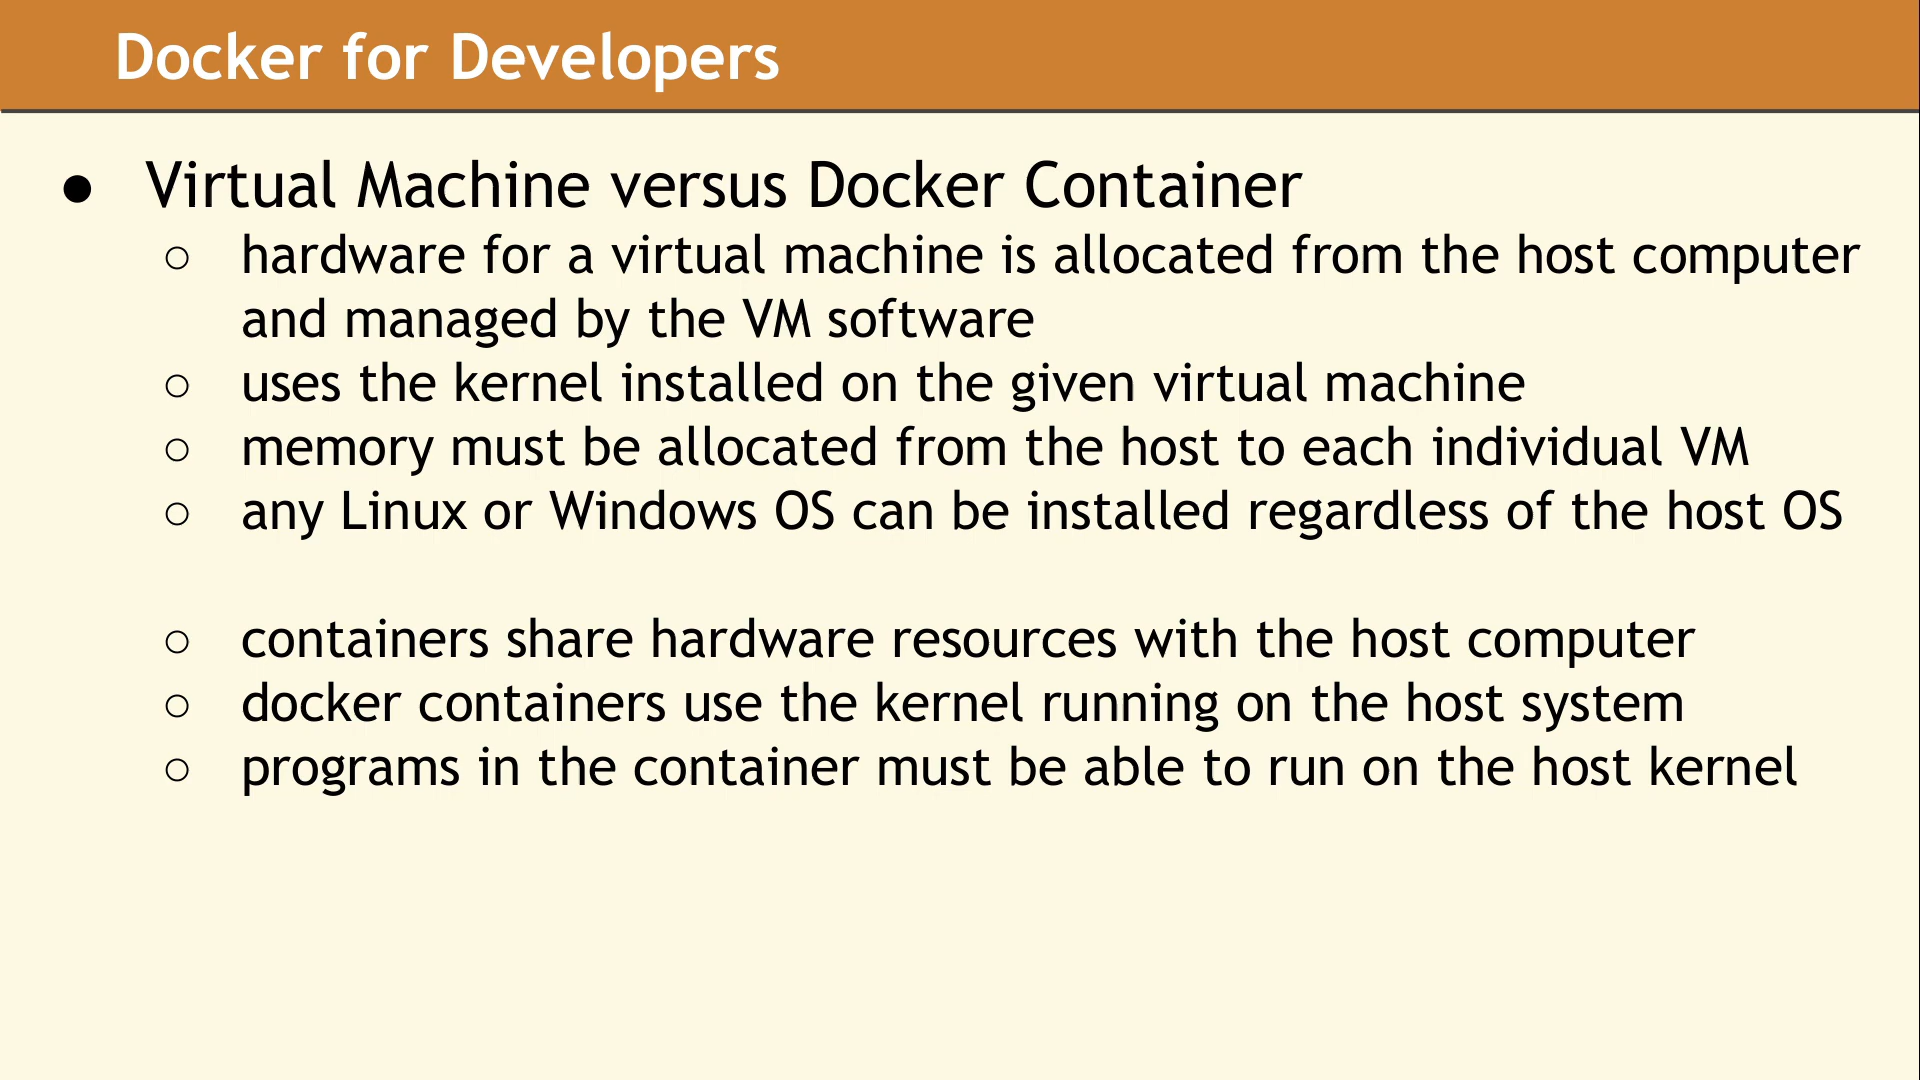 Docker for Developers
● Virtual Machine versus Docker Container
○ hardware for a virtual machine is allocated from the host computer
and managed by the VM software
○ uses the kernel installed on the given virtual machine
○ memory must be allocated from the host to each individual VM
○ any Linux or Windows OS can be installed regardless of the host OS
○ containers share hardware resources with the host computer
○ docker containers use the kernel running on the host system
○ programs in the container must be able to run on the host kernel